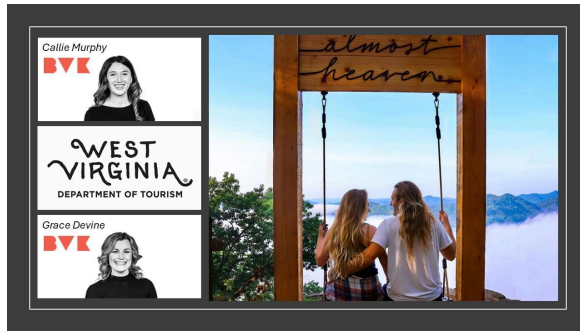 Callie Murphy
BVK
WEST
VIRGINIA®
DEPARTMENT OF TOURISM
Grace Devine
BVK
almost
heaven